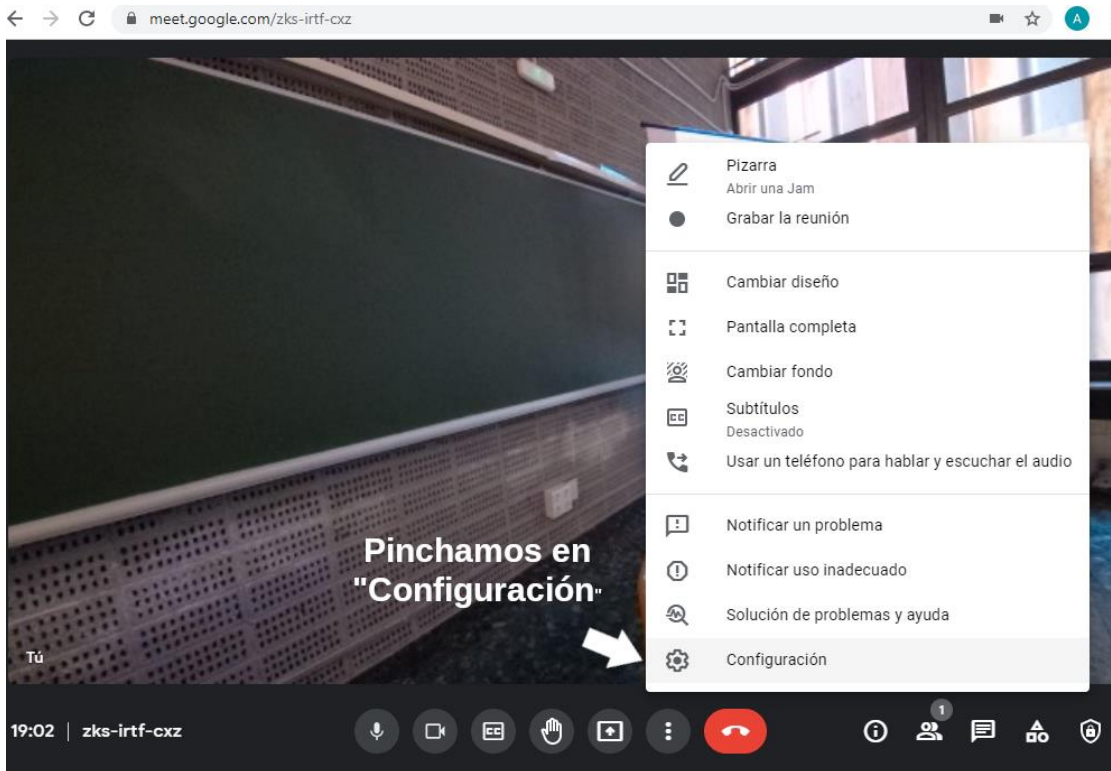 meet.google.com/zks-irtf-cxz
A
Pizarra
Abrir una Jam
Grabar la reunión
Cambiar diseño
Pantalla completa
Cambiar fondo
CC
Subtítulos
Desactivado
Usar un teléfono para hablar y escuchar el audio
Notificar un problema
Notificar uso inadecuado
Solución de problemas y ayuda
Configuración
Pinchamos en
"Configuración"
Tú
19:02 | zks-irtf-cxz
CC
1